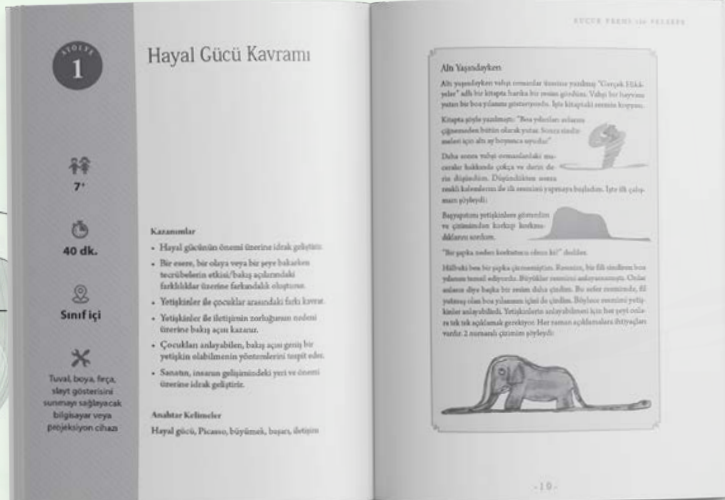 ATÖLYE
1
7+
40 dk.
Sınıf içi
Tuval, boya, fırça,
slayt gösterisini
sunmayı sağlayacak
bilgisayar veya
projeksiyon cihazı
Hayal Gücü Kavramı
Kazanımlar
• Hayal gücünün önemi üzerine idrak geliştirir.
• Bir esere, bir olaya veya bir şeye bakarken
tecrübelerin etkisi/bakış açılarındaki
farklılıklar üzerine farkındalık oluşturur.
• Yetişkinler ile çocuklar arasındaki farkı kavrar.
• Yetişkinler ile iletişimin zorluğunun nedeni
üzerine bakış açısı kazanır.
• Çocukları anlayabilen, bakış açısı geniş bir
yetişkin olabilmenin yöntemlerini tespit eder.
• Sanatın, insanın gelişimindeki yeri ve önemi
üzerine idrak geliştirir.
Anahtar Kelimeler
Hayal gücü, Picasso, büyümek, başarı, iletişim
KÜÇÜK PRENS ile FELSEFE
Altı Yaşındayken
Altı yaşındayken vahşi ormanlar üzerine yazılmış "Gerçek Hikâ-
yeler" adlı bir kitapta harika bir resim gördüm. Vahşi bir hayvanı
yutan bir boa yılanını gösteriyordu. İşte kitaptaki resmin kopyası.
Kitapta şöyle yazılmıştı: "Boa yılanları avlarını
çiğnemeden bütün olarak yutar. Sonra sindir-
meleri için altı ay boyunca uyurlar."
Daha sonra vahşi ormanlardaki ma-
ceralar hakkında çokça ve derin de-
rin düşündüm. Düşündükten sonra
renkli kalemlerim ile ilk resmimi yapmaya başladım. İşte ilk çalış-
mam şöyleydi:
Başyapıtımı yetişkinlere gösterdim
ve çizimimden korkup korkma-
dıklarını sordum.
"Bir şapka neden korkutucu olsun ki?" dediler.
Hâlbuki ben bir şapka çizmemiştim. Resmim, bir fili sindiren boa
yılanını temsil ediyordu. Büyükler resmimi anlayamamıştı. Onlar
anlasın diye başka bir resim daha çizdim. Bu sefer resmimde, fil
yutmuş olan boa yılanının içini de çizdim. Böylece resmimi yetiş-
kinler anlayabilirdi. Yetişkinlerin anlayabilmesi için her şeyi onla-
ra tek tek açıklamak gerekiyor. Her zaman açıklamalara ihtiyaçları
vardır. 2 numaralı çizimim şöyleydi:
-19-